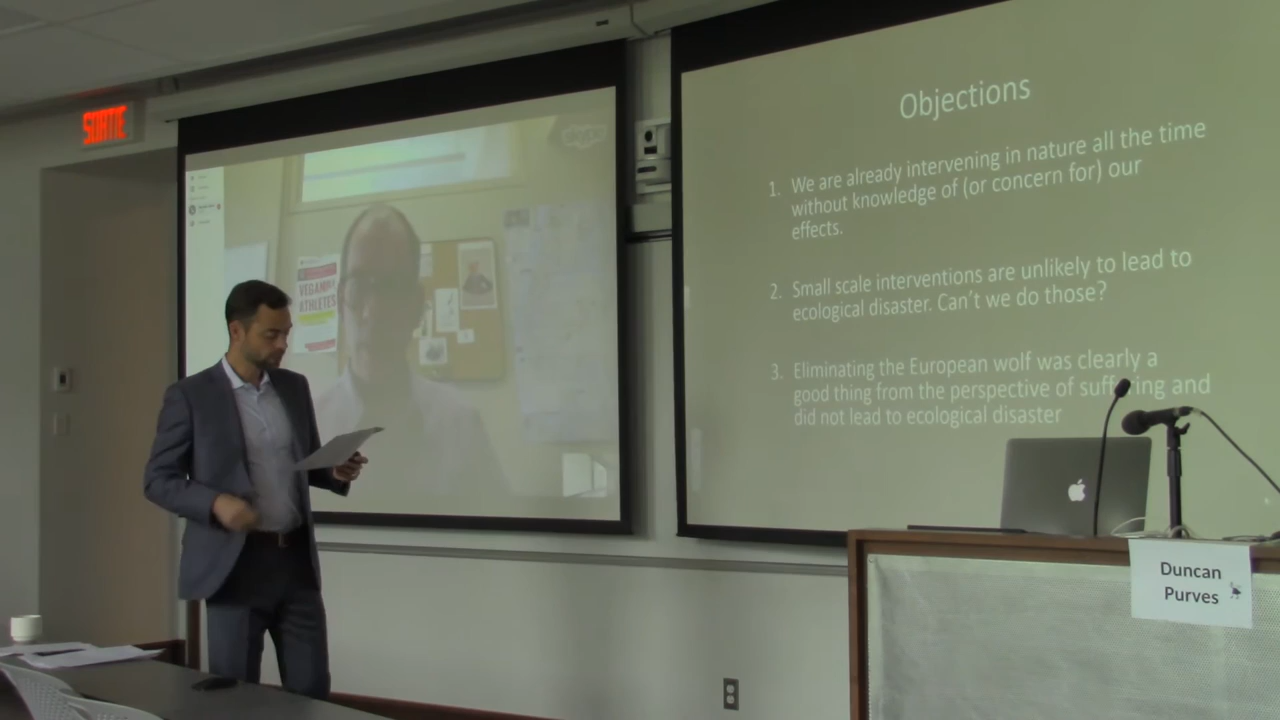 SORTIE
skype
VEGAN
ATHLETES
Objections
1. We are already intervening in nature all the time
without knowledge of (or concern for) our
effects.
2. Small scale interventions are unlikely to lead to
ecological disaster. Can't we do those?
3. Eliminating the European wolf was clearly a
good thing from the perspective of suffering and
did not lead to ecological disaster
Duncan
Purves